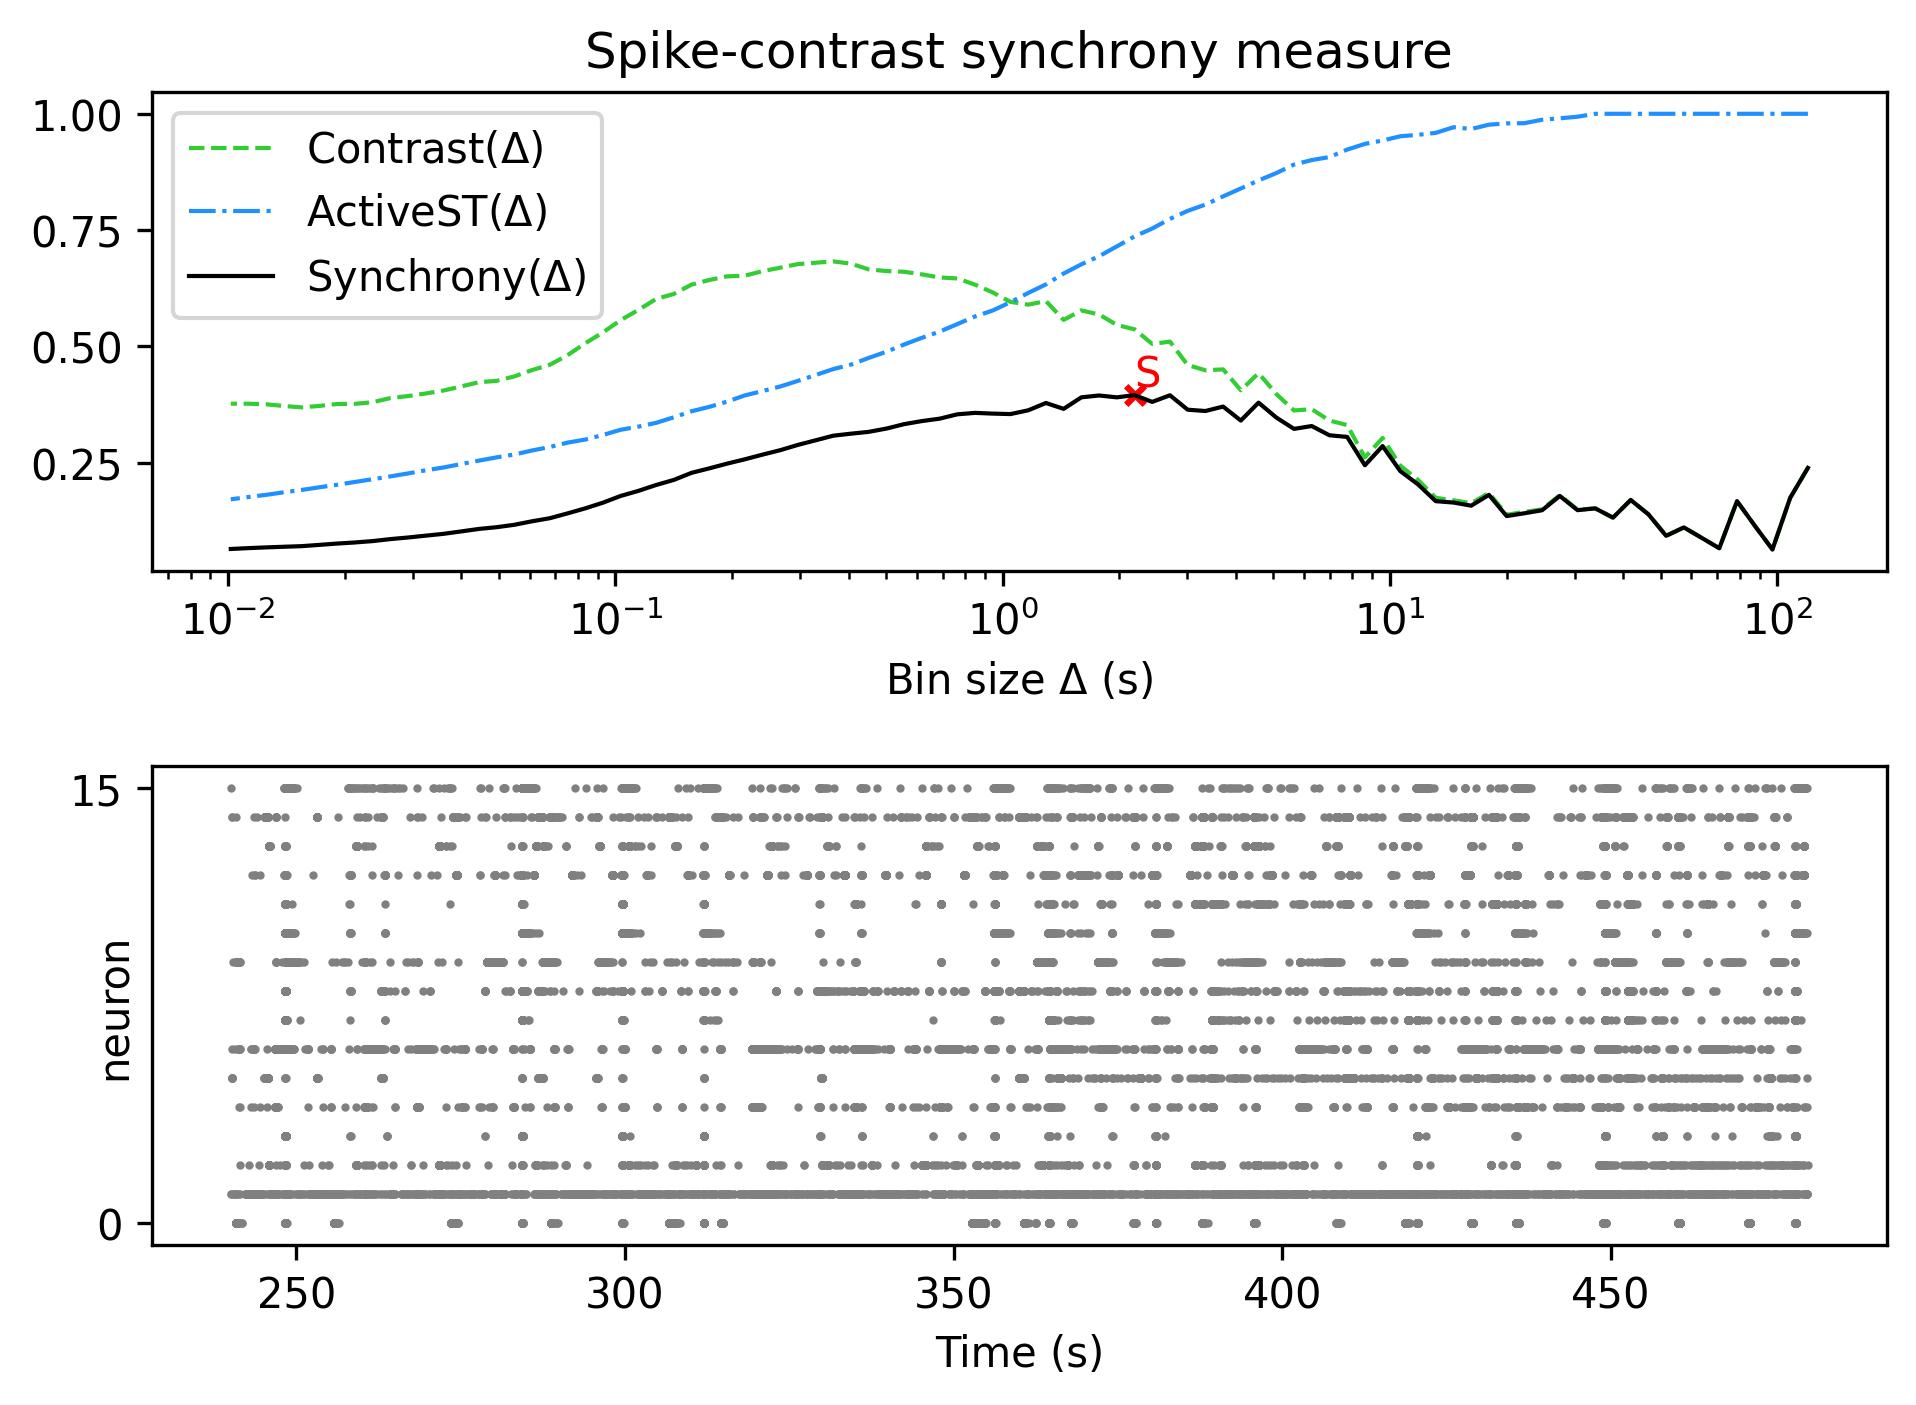 Spike-contrast synchrony measure
1.00
0.75
0.50
0.25
Contrast(Δ)
ActiveST(Δ)
Synchrony(Δ)
S
10⁻² 10⁻¹ 10⁰ 10¹ 10²
Bin size Δ (s)
15
0
neuron
250 300 350 400 450
Time (s)